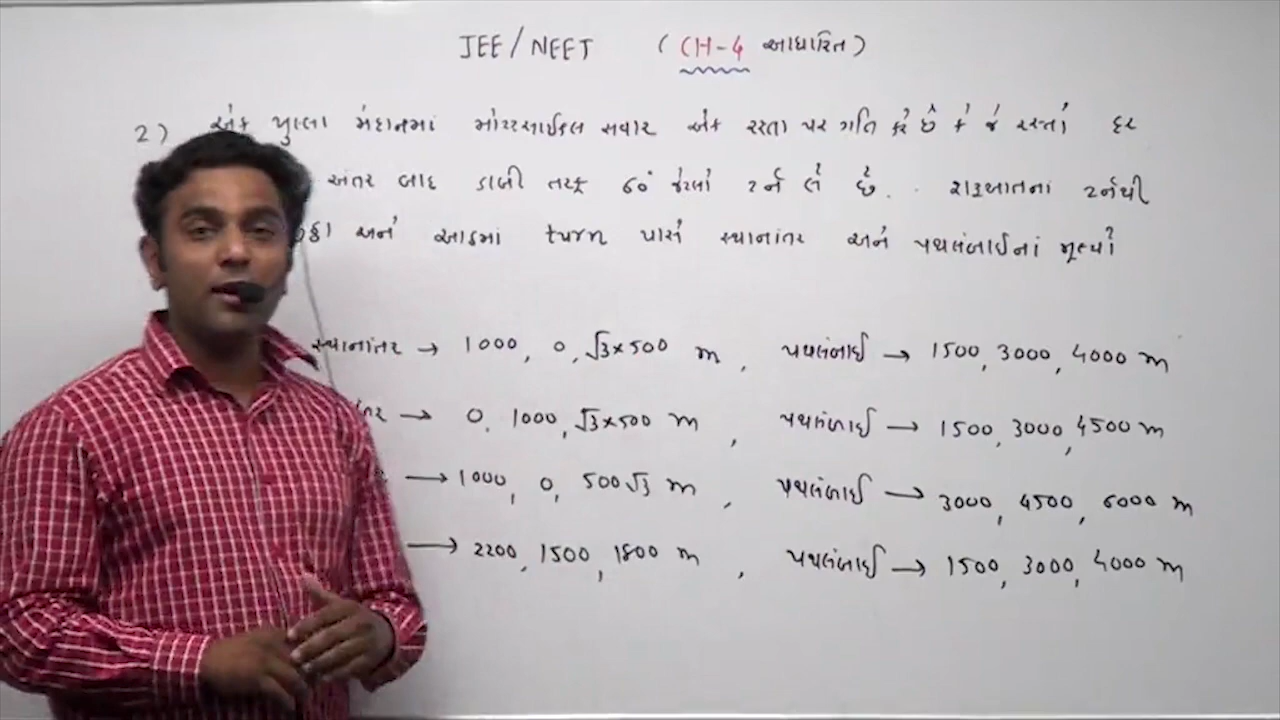 JEE/NEET (CH-4 આધારિત)
2) એક ખુલ્લા મેદાનમાં મોટરસાઈકલ સવાર એક રસ્તા પર ગતિ કરે છે કે જે રસ્તો દર
અંતર બાદ ડાબી તરફ 60° જેટલો ટર્ન લે છે. શરૂઆતનાં ટર્નથી
અને આઠમાં turn પાસે સ્થાનાંતર અને પથલંબાઈનાં મૂલ્યો
સ્થાનાંતર → 1000, 0, √3×500 m, પથલંબાઈ → 1500, 3000, 4000 m
→ 0, 1000, √3×500 m, પથલંબાઈ → 1500, 3000, 4500 m
→ 1000, 0, 500√3 m, પથલંબાઈ → 3000, 4500, 6000 m
→ 2200, 1500, 1800 m, પથલંબાઈ → 1500, 3000, 4000 m